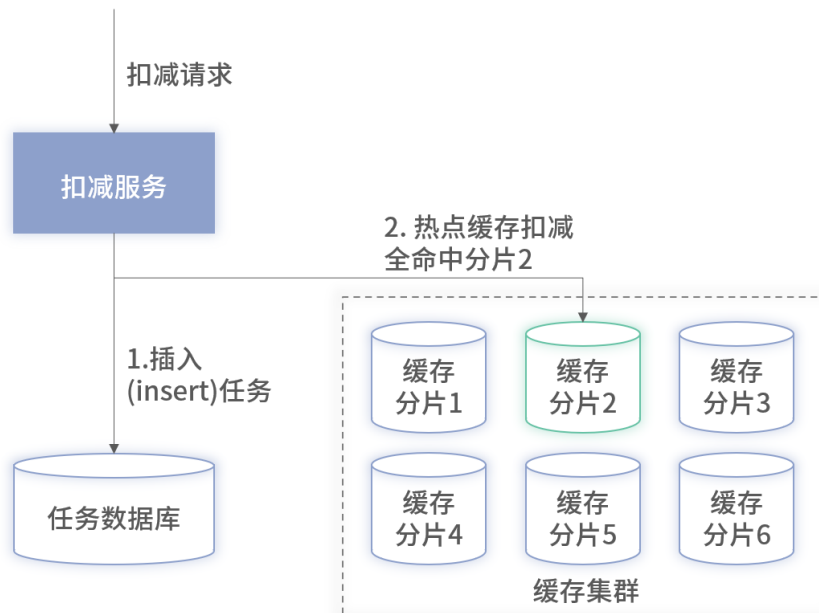 扣减请求
扣减服务
2. 热点缓存扣减
全命中分片2
1.插入
(insert)任务
缓存
分片1
缓存
分片2
缓存
分片3
任务数据库
缓存
分片4
缓存
分片5
缓存
分片6
缓存集群